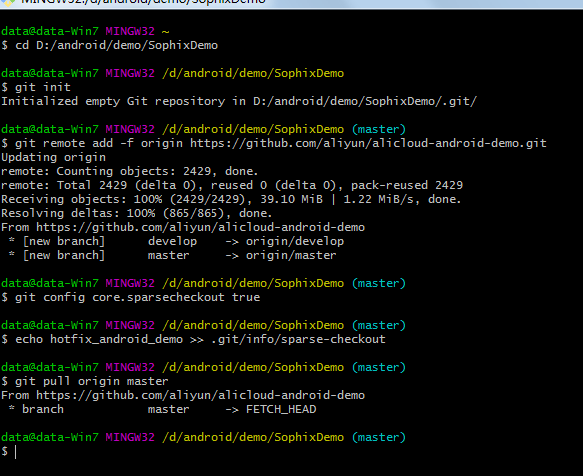 MINGW32:/d/android/demo/SophixDemo
data@data-Win7 MINGW32 ~
$ cd D:/android/demo/SophixDemo
data@data-Win7 MINGW32 /d/android/demo/SophixDemo
$ git init
Initialized empty Git repository in D:/android/demo/SophixDemo/.git/
data@data-Win7 MINGW32 /d/android/demo/SophixDemo (master)
$ git remote add -f origin https://github.com/aliyun/alicloud-android-demo.git
Updating origin
remote: Counting objects: 2429, done.
remote: Total 2429 (delta 0), reused 0 (delta 0), pack-reused 2429
Receiving objects: 100% (2429/2429), 39.10 MiB | 1.22 MiB/s, done.
Resolving deltas: 100% (865/865), done.
From https://github.com/aliyun/alicloud-android-demo
 * [new branch]      develop    -> origin/develop
 * [new branch]      master     -> origin/master
data@data-Win7 MINGW32 /d/android/demo/SophixDemo (master)
$ git config core.sparsecheckout true
data@data-Win7 MINGW32 /d/android/demo/SophixDemo (master)
$ echo hotfix_android_demo >> .git/info/sparse-checkout
data@data-Win7 MINGW32 /d/android/demo/SophixDemo (master)
$ git pull origin master
From https://github.com/aliyun/alicloud-android-demo
 * branch            master     -> FETCH_HEAD
data@data-Win7 MINGW32 /d/android/demo/SophixDemo (master)
$